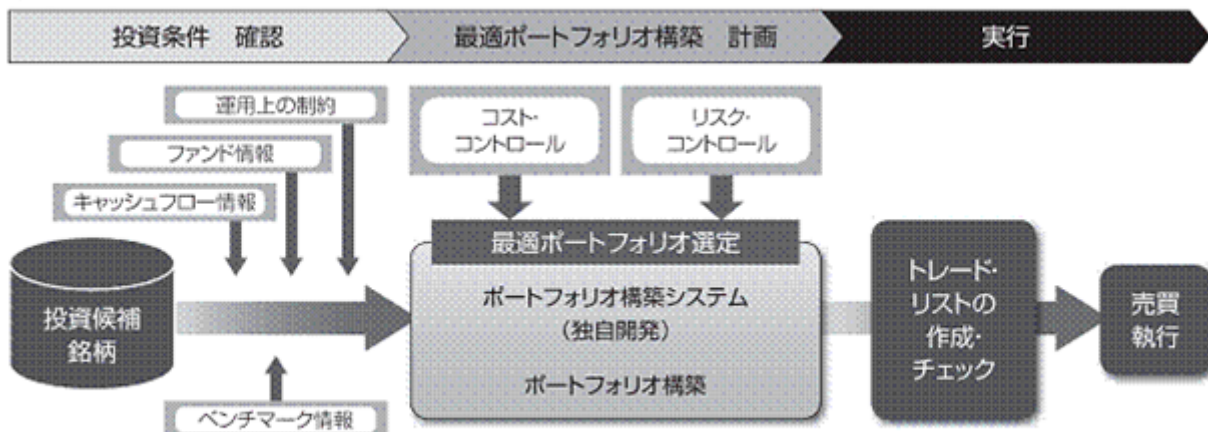 投資条件 確認
最適ポートフォリオ構築 計画
実行
運用上の制約
ファンド情報
キャッシュフロー情報
投資候補
銘柄
ベンチマーク情報
コスト・
コントロール
リスク・
コントロール
最適ポートフォリオ選定
ポートフォリオ構築システム
（独自開発）
ポートフォリオ構築
トレード・
リストの
作成・
チェック
売買
執行